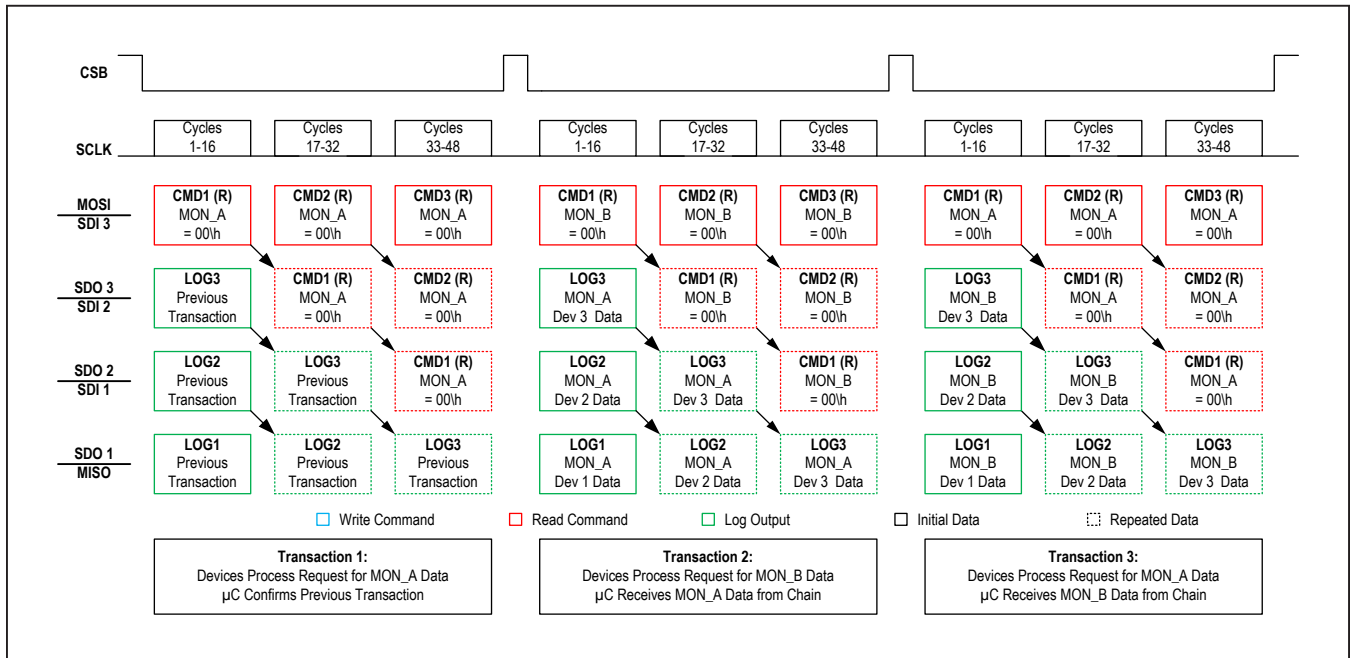 CSB
SCLK
Cycles
1-16
Cycles
17-32
Cycles
33-48
Cycles
1-16
Cycles
17-32
Cycles
33-48
Cycles
1-16
Cycles
17-32
Cycles
33-48
MOSI
SDI 3
CMD1 (R)
MON_A
= 00\h
CMD2 (R)
MON_A
= 00\h
CMD3 (R)
MON_A
= 00\h
CMD1 (R)
MON_B
= 00\h
CMD2 (R)
MON_B
= 00\h
CMD3 (R)
MON_B
= 00\h
CMD1 (R)
MON_A
= 00\h
CMD2 (R)
MON_A
= 00\h
CMD3 (R)
MON_A
= 00\h
SDO 3
SDI 2
LOG3
Previous
Transaction
CMD1 (R)
MON_A
= 00\h
CMD2 (R)
MON_A
= 00\h
LOG3
MON_A
Dev 3 Data
CMD1 (R)
MON_B
= 00\h
CMD2 (R)
MON_B
= 00\h
LOG3
MON_B
Dev 3 Data
CMD1 (R)
MON_A
= 00\h
CMD2 (R)
MON_A
= 00\h
SDO 2
SDI 1
LOG2
Previous
Transaction
LOG3
Previous
Transaction
CMD1 (R)
MON_A
= 00\h
LOG2
MON_A
Dev 2 Data
LOG3
MON_A
Dev 3 Data
CMD1 (R)
MON_B
= 00\h
LOG2
MON_B
Dev 2 Data
LOG3
MON_B
Dev 3 Data
CMD1 (R)
MON_A
= 00\h
SDO 1
MISO
LOG1
Previous
Transaction
LOG2
Previous
Transaction
LOG3
Previous
Transaction
LOG1
MON_A
Dev 1 Data
LOG2
MON_A
Dev 2 Data
LOG3
MON_A
Dev 3 Data
LOG1
MON_B
Dev 1 Data
LOG2
MON_B
Dev 2 Data
LOG3
MON_B
Dev 3 Data
Write Command
Read Command
Log Output
Initial Data
Repeated Data
Transaction 1:
Devices Process Request for MON_A Data
µC Confirms Previous Transaction
Transaction 2:
Devices Process Request for MON_B Data
µC Receives MON_A Data from Chain
Transaction 3:
Devices Process Request for MON_A Data
µC Receives MON_B Data from Chain